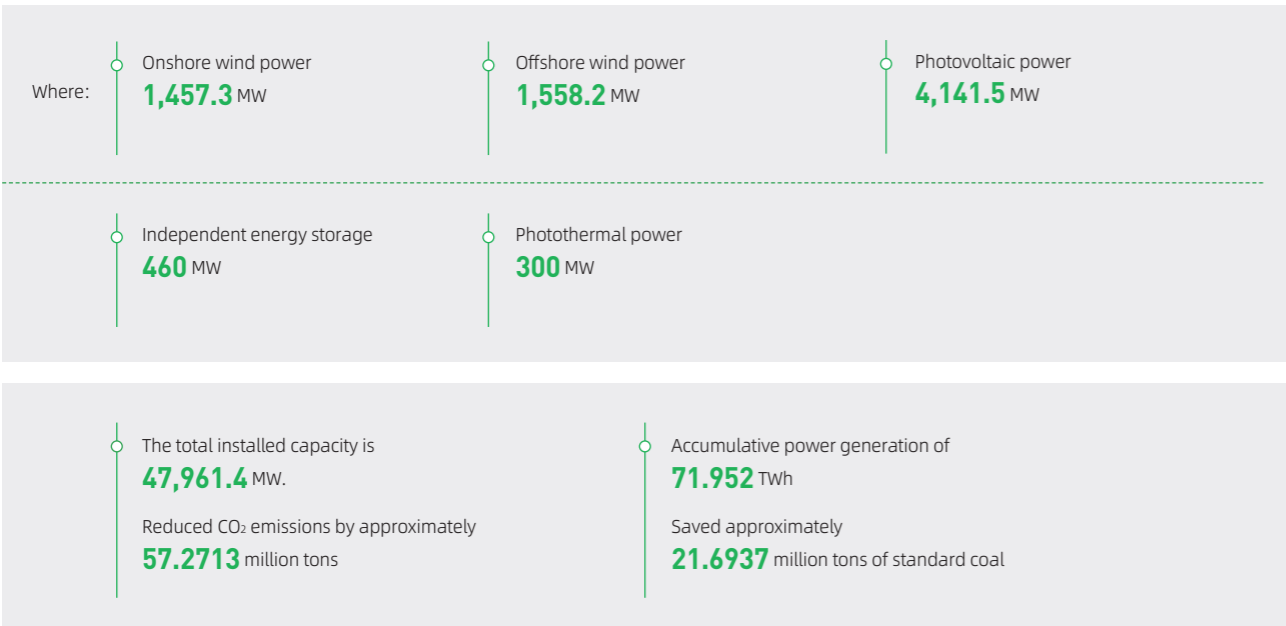 Where:
Onshore wind power
1,457.3 MW
Offshore wind power
1,558.2 MW
Photovoltaic power
4,141.5 MW
Independent energy storage
460 MW
Photothermal power
300 MW
The total installed capacity is
47,961.4 MW.
Reduced CO₂ emissions by approximately
57.2713 million tons
Accumulative power generation of
71.952 TWh
Saved approximately
21.6937 million tons of standard coal